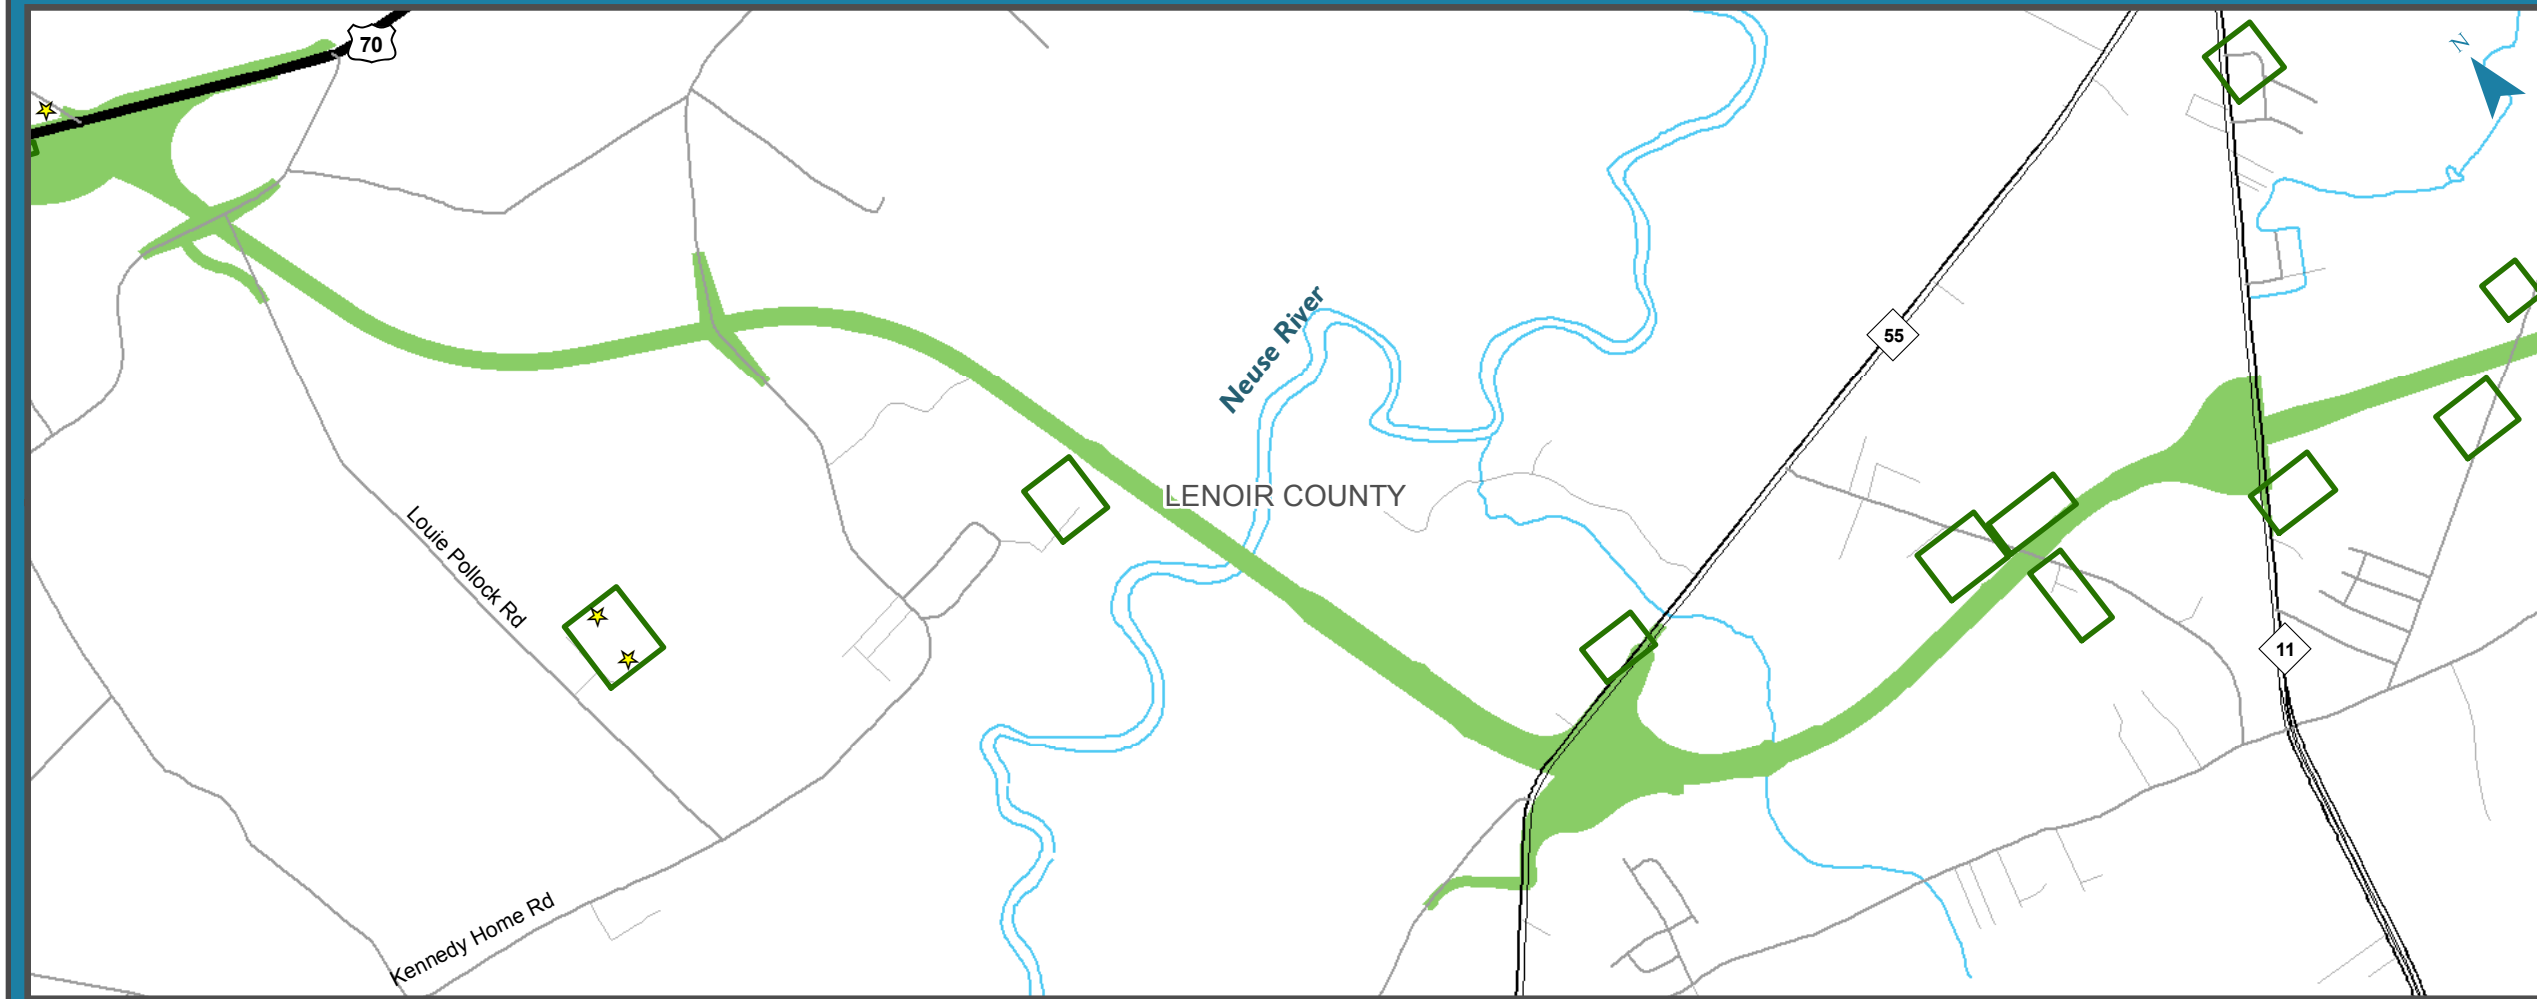 70
N
Neuse River
55
LENOIR COUNTY
Louie Pollock Rd
11
Kennedy Home Rd